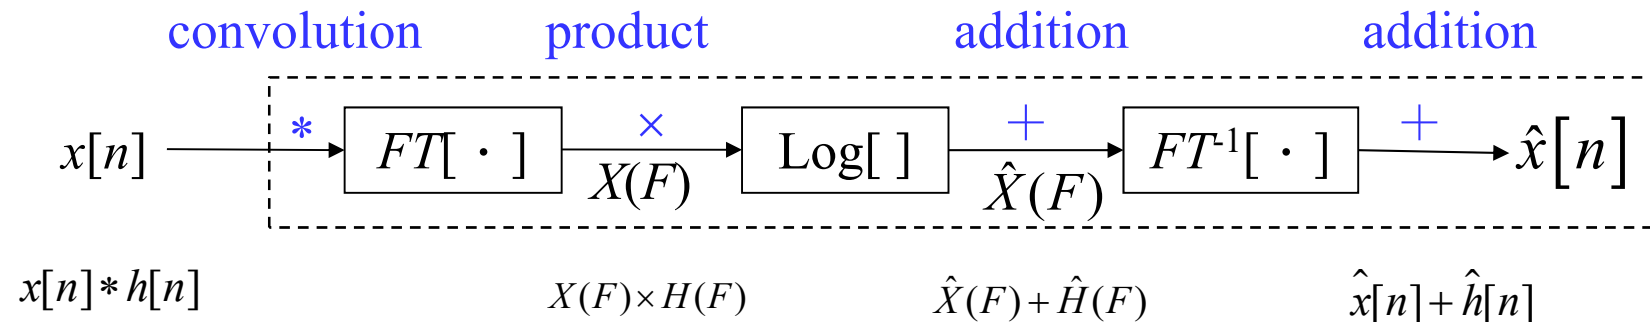 convolution product addition addition
* × + +
x[n] FT[ · ] X(F) Log[ ] X̂(F) FT⁻¹[ · ] x̂[n]
x[n]∗h[n] X(F)×H(F) X̂(F)+Ĥ(F) x̂[n]+ĥ[n]